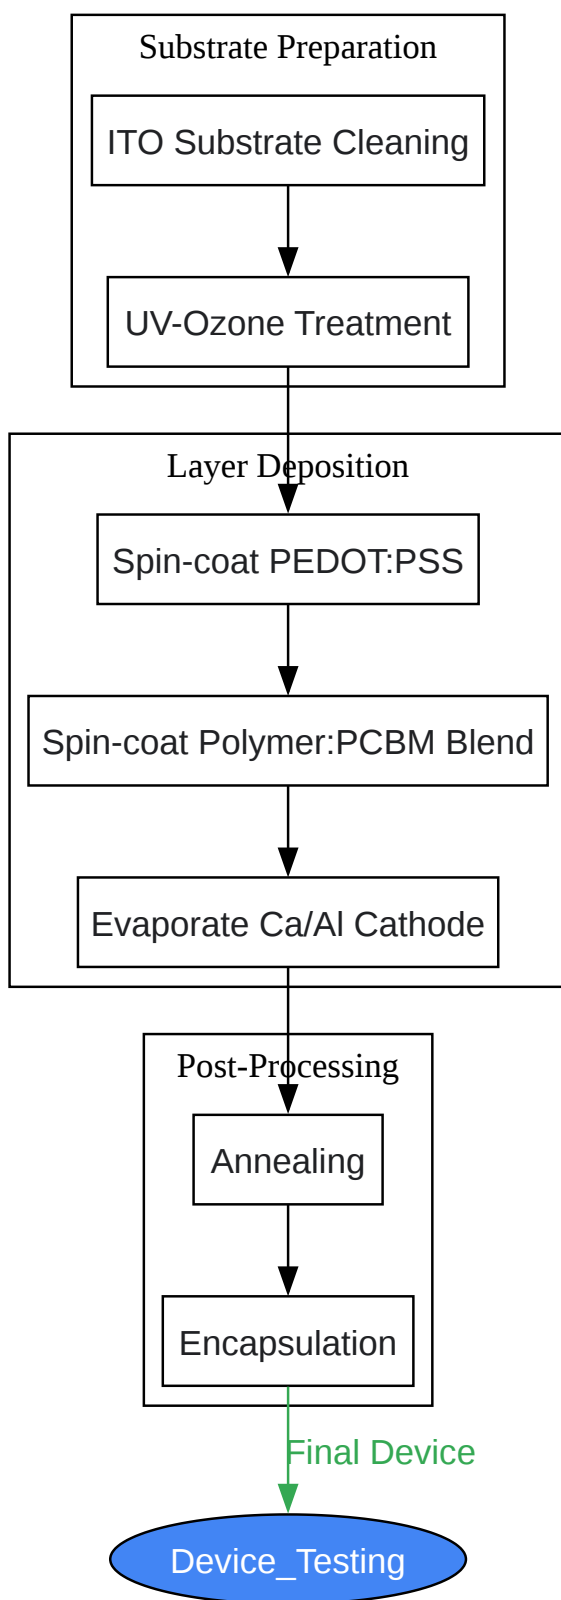 Substrate Preparation
ITO Substrate Cleaning
UV-Ozone Treatment
Layer Deposition
Spin-coat PEDOT:PSS
Spin-coat Polymer:PCBM Blend
Evaporate Ca/Al Cathode
Post-Processing
Annealing
Encapsulation
Final Device
Device_Testing